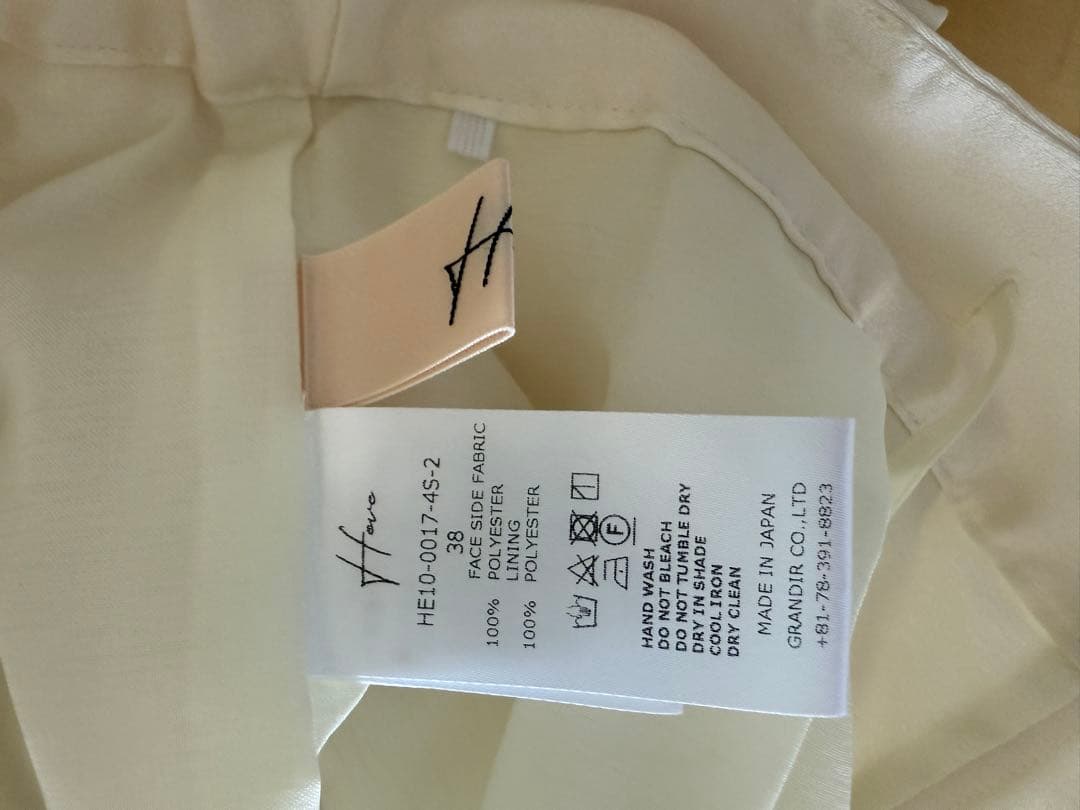 H
Hove
HE10-0017-4S-2
38
FACE SIDE FABRIC
100% POLYESTER
LINING
100% POLYESTER
F
HAND WASH
DO NOT BLEACH
DO NOT TUMBLE DRY
DRY IN SHADE
COOL IRON
DRY CLEAN
MADE IN JAPAN
GRANDIR CO.,LTD
+81-78-391-8823